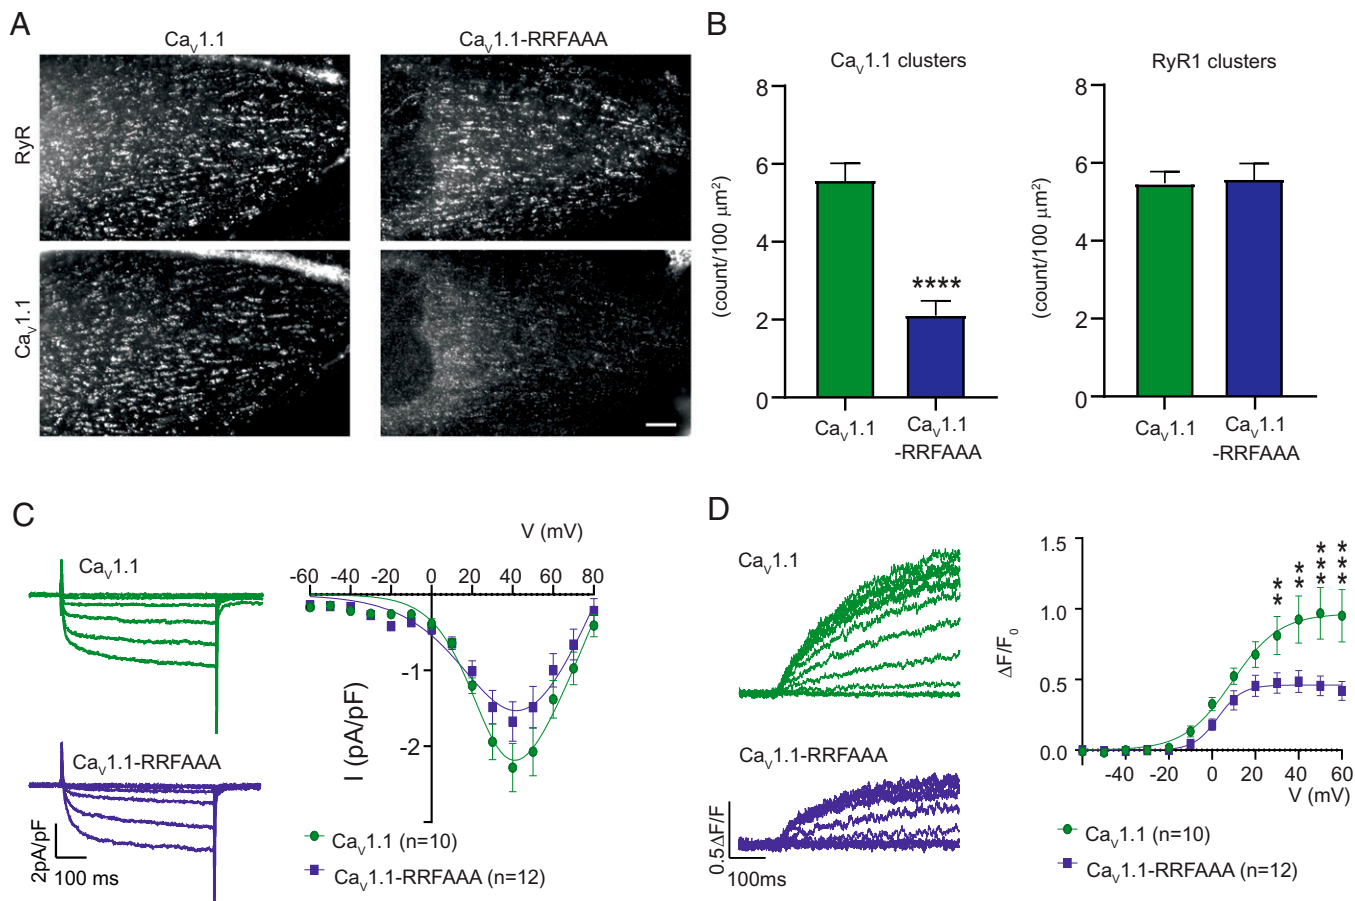 A
CaV1.1
CaV1.1-RRFAAA
RyR
CaV1.1
B
CaV1.1 clusters
(count/100 µm²)
8
6
4
2
0
****
CaV1.1
CaV1.1
-RRFAAA
RyR1 clusters
(count/100 µm²)
8
6
4
2
0
CaV1.1
CaV1.1
-RRFAAA
C
CaV1.1
CaV1.1-RRFAAA
2pA/pF
100 ms
V (mV)
-60 -40 -20 0 20 40 60 80
-1
-2
I (pA/pF)
CaV1.1 (n=10)
CaV1.1-RRFAAA (n=12)
D
CaV1.1
CaV1.1-RRFAAA
0.5ΔF/F
100ms
ΔF/F0
1.5
1.0
0.5
0.0
** ** *** ***
-40 -20 0 20 40 60
V (mV)
CaV1.1 (n=10)
CaV1.1-RRFAAA (n=12)